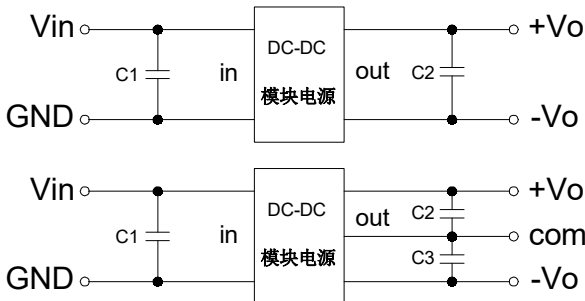 Vin
+Vo
DC-DC
C1
in
out
C2
模块电源
GND
-Vo
Vin
+Vo
DC-DC
out
C2
C1
in
com
模块电源
C3
GND
-Vo